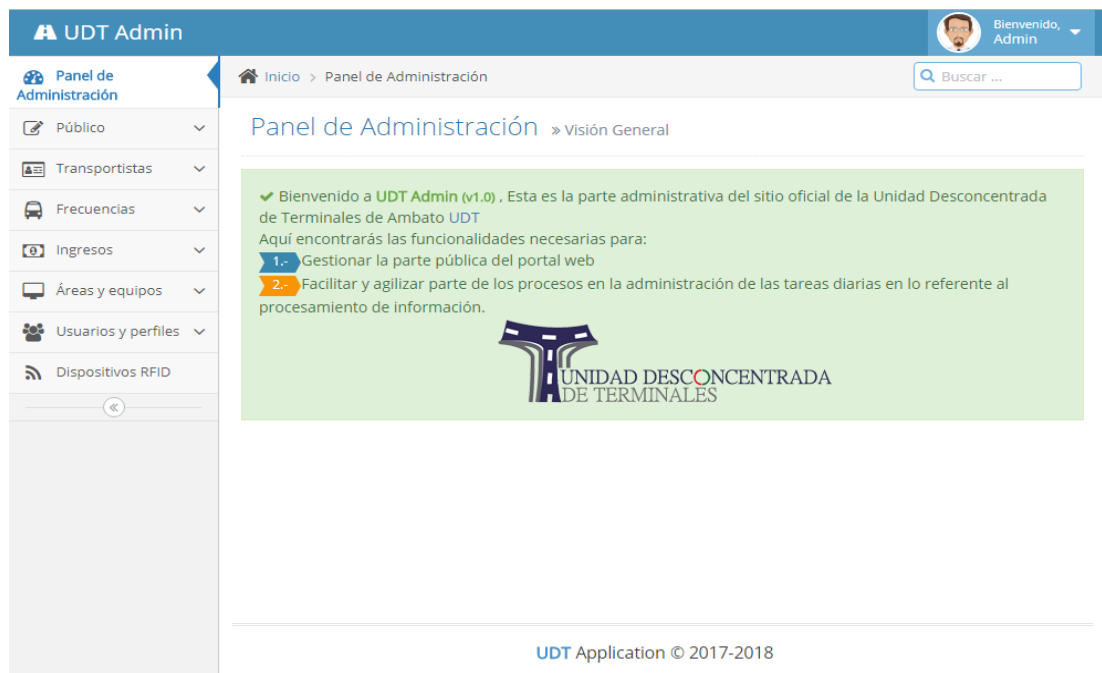 UDT Admin
Bienvenido,
Admin
Panel de
Administración
Inicio > Panel de Administración
Buscar ...
Público
Transportistas
Frecuencias
Ingresos
Áreas y equipos
Usuarios y perfiles
Dispositivos RFID
Panel de Administración » Visión General
Bienvenido a UDT Admin (v1.0) , Esta es la parte administrativa del sitio oficial de la Unidad Desconcentrada
de Terminales de Ambato UDT
Aquí encontrarás las funcionalidades necesarias para:
1.- Gestionar la parte pública del portal web
2.- Facilitar y agilizar parte de los procesos en la administración de las tareas diarias en lo referente al
procesamiento de información.
UNIDAD DESCONCENTRADA
DE TERMINALES
UDT Application © 2017-2018